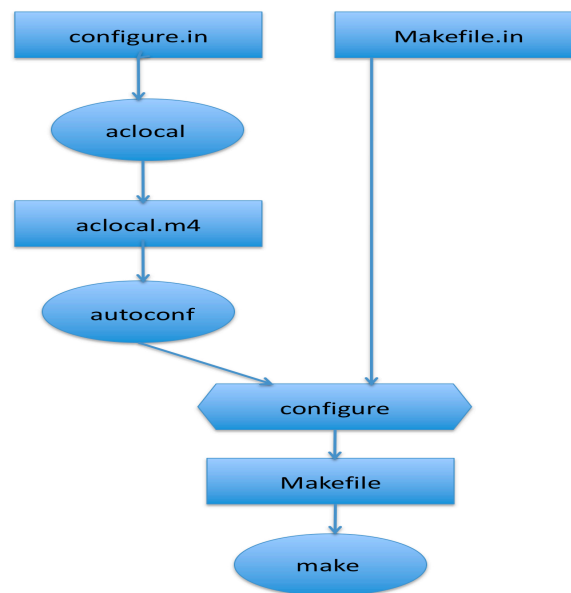 configure.in
Makefile.in
aclocal
aclocal.m4
autoconf
configure
Makefile
make